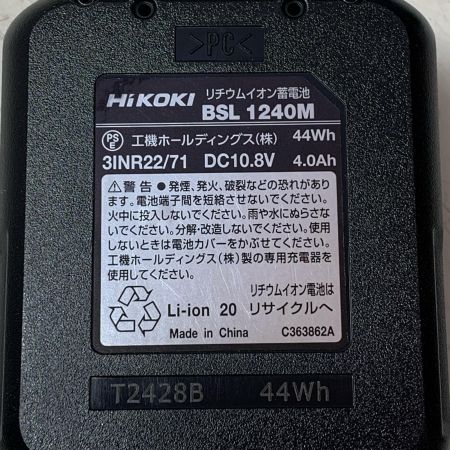 >PC<
HiKOKI リチウムイオン蓄電池
BSL 1240M
PSE 工機ホールディングス(株) 44Wh
3INR22/71 DC10.8V 4.0Ah
⚠警告 ●発煙、発火、破裂などの恐れがあり
ます。電池端子間を短絡させないでください。
火中に投入しないでください。雨や水にぬらさな
いでください。分解・改造しないでください。使用
しないときは電池カバーをかぶせてください。
工機ホールディングス(株)製の専用充電器を
使用してください。
Li-ion 20
リチウムイオン電池は
リサイクルへ
Made in China C363862A
T2428B 44Wh